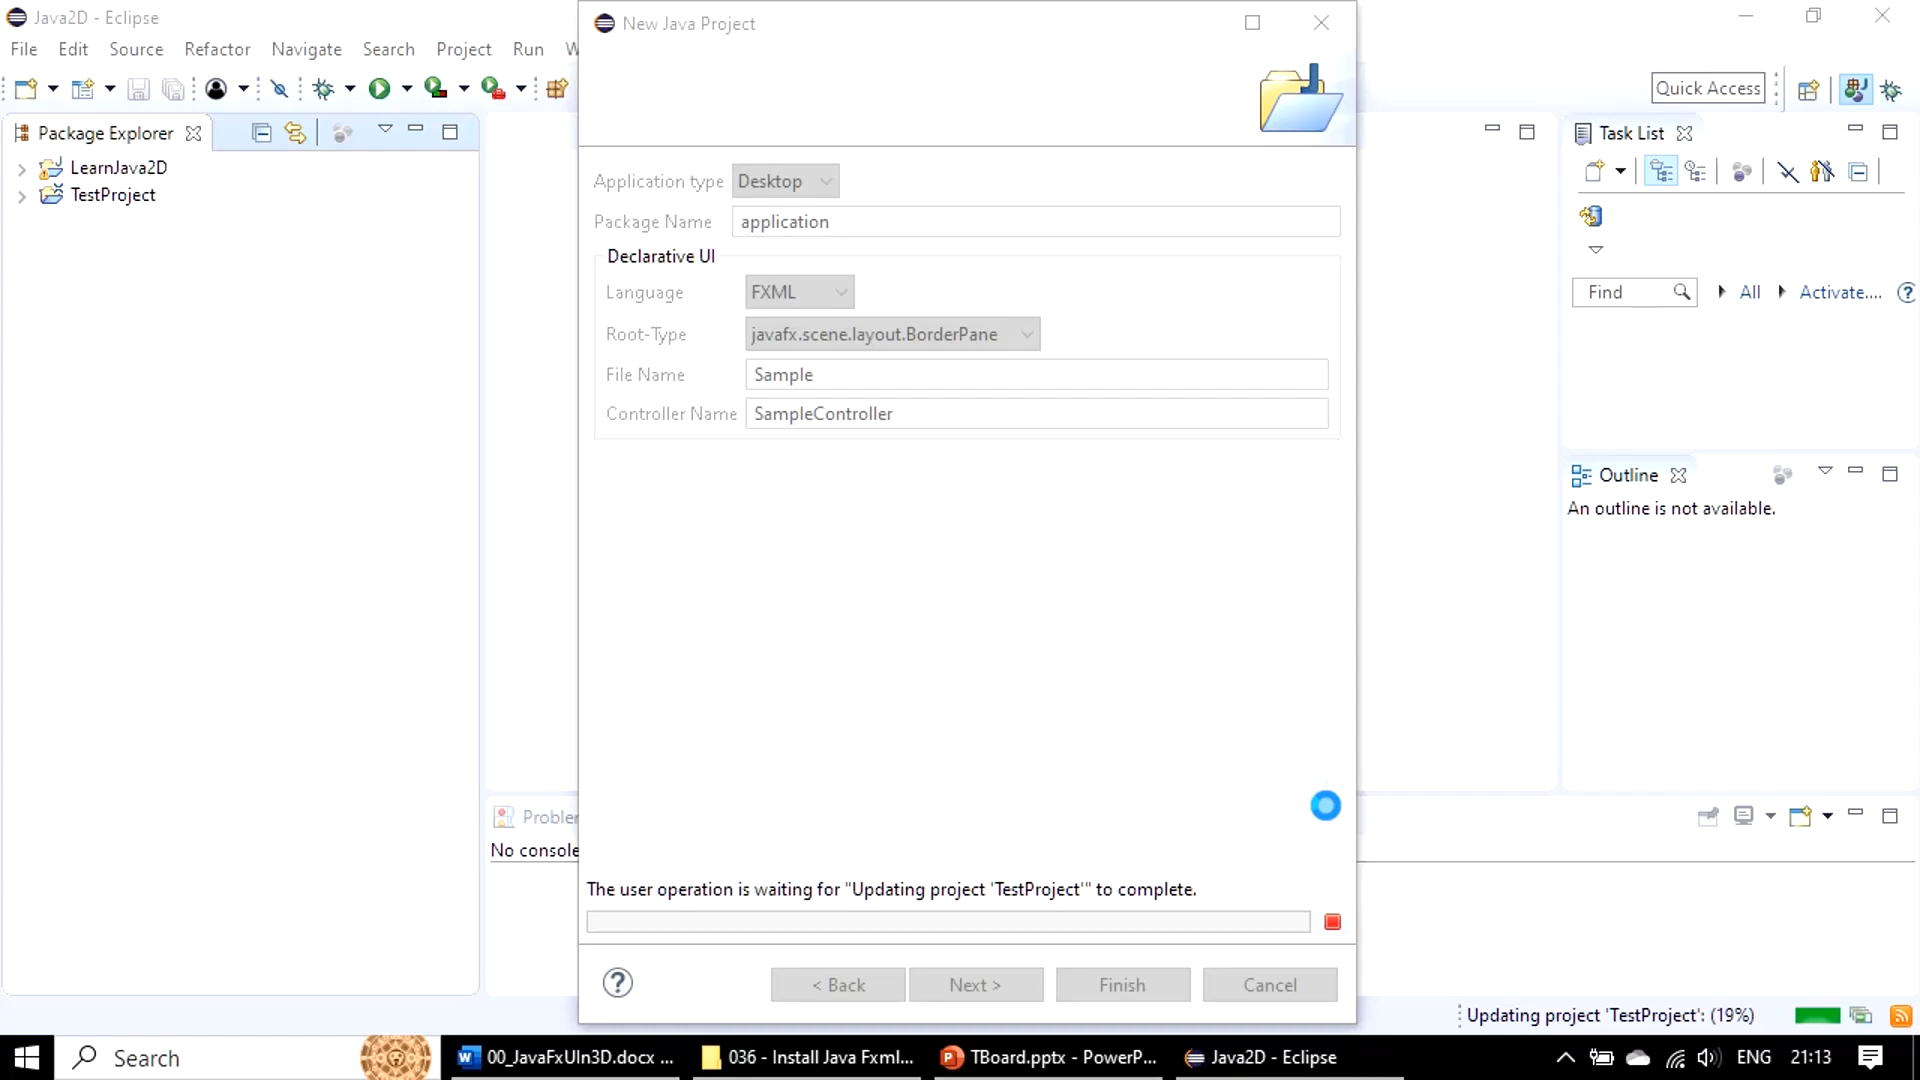 Java2D - Eclipse
New Java Project
File Edit Source Refactor Navigate Search Project Run W
Quick Access
Package Explorer
Task List
LearnJava2D
TestProject
Application type Desktop
Package Name application
Declarative UI
Language FXML
Root-Type javafx.scene.layout.BorderPane
File Name Sample
Controller Name SampleController
Find All Activate....
Outline
An outline is not available.
Probler
No console
The user operation is waiting for "Updating project 'TestProject'" to complete.
< Back Next > Finish Cancel
Updating project 'TestProject': (19%)
Search
00_JavaFxUIn3D.docx ...
036 - Install Java Fxml...
TBoard.pptx - PowerP...
Java2D - Eclipse
ENG 21:13